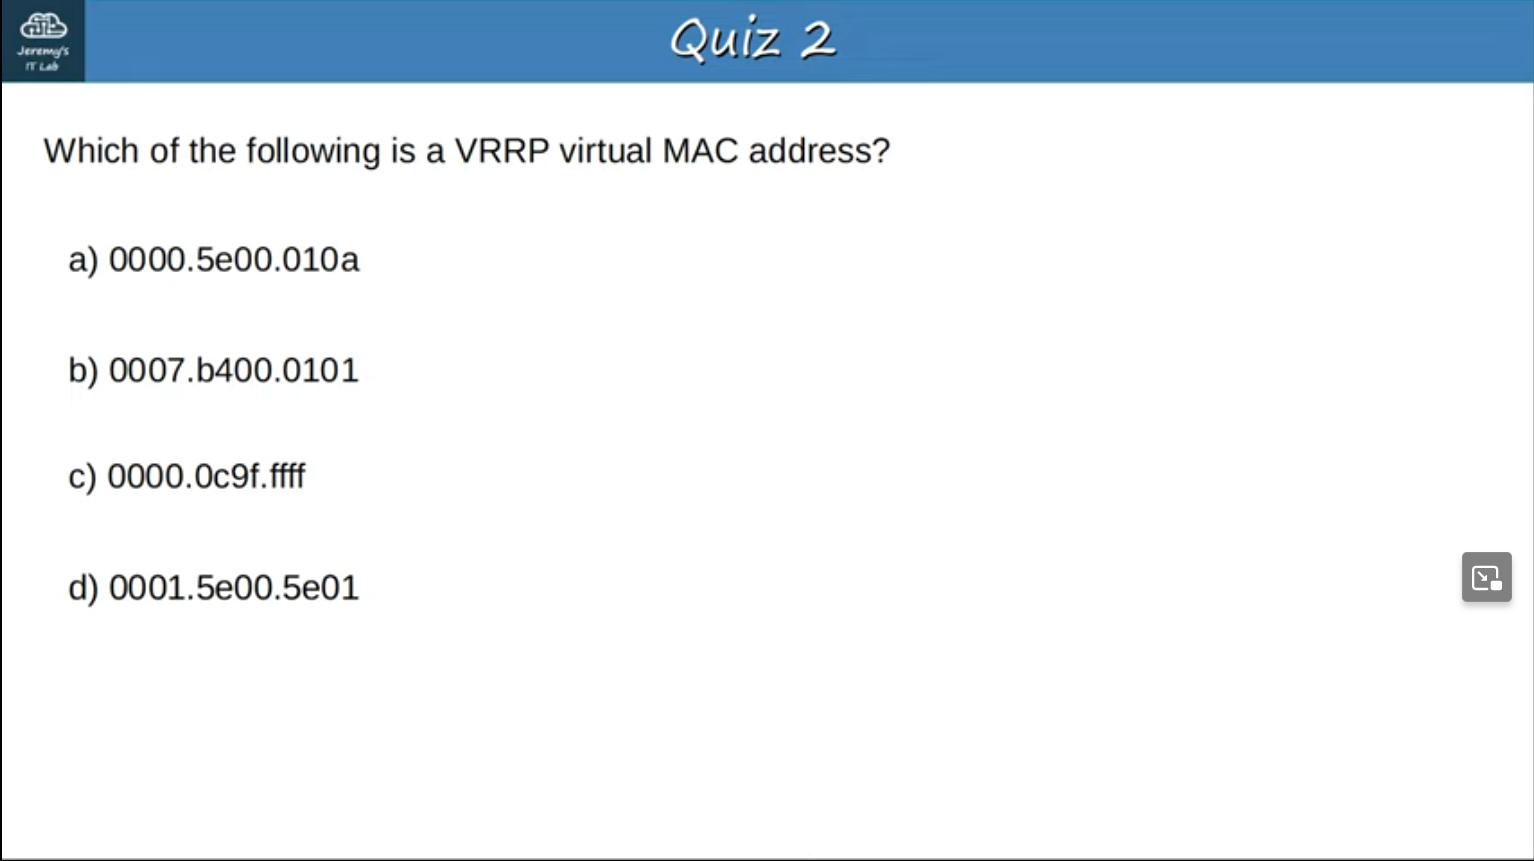 Jeremy's
IT Lab
Quiz 2
Which of the following is a VRRP virtual MAC address?
a) 0000.5e00.010a
b) 0007.b400.0101
c) 0000.0c9f.ffff
d) 0001.5e00.5e01